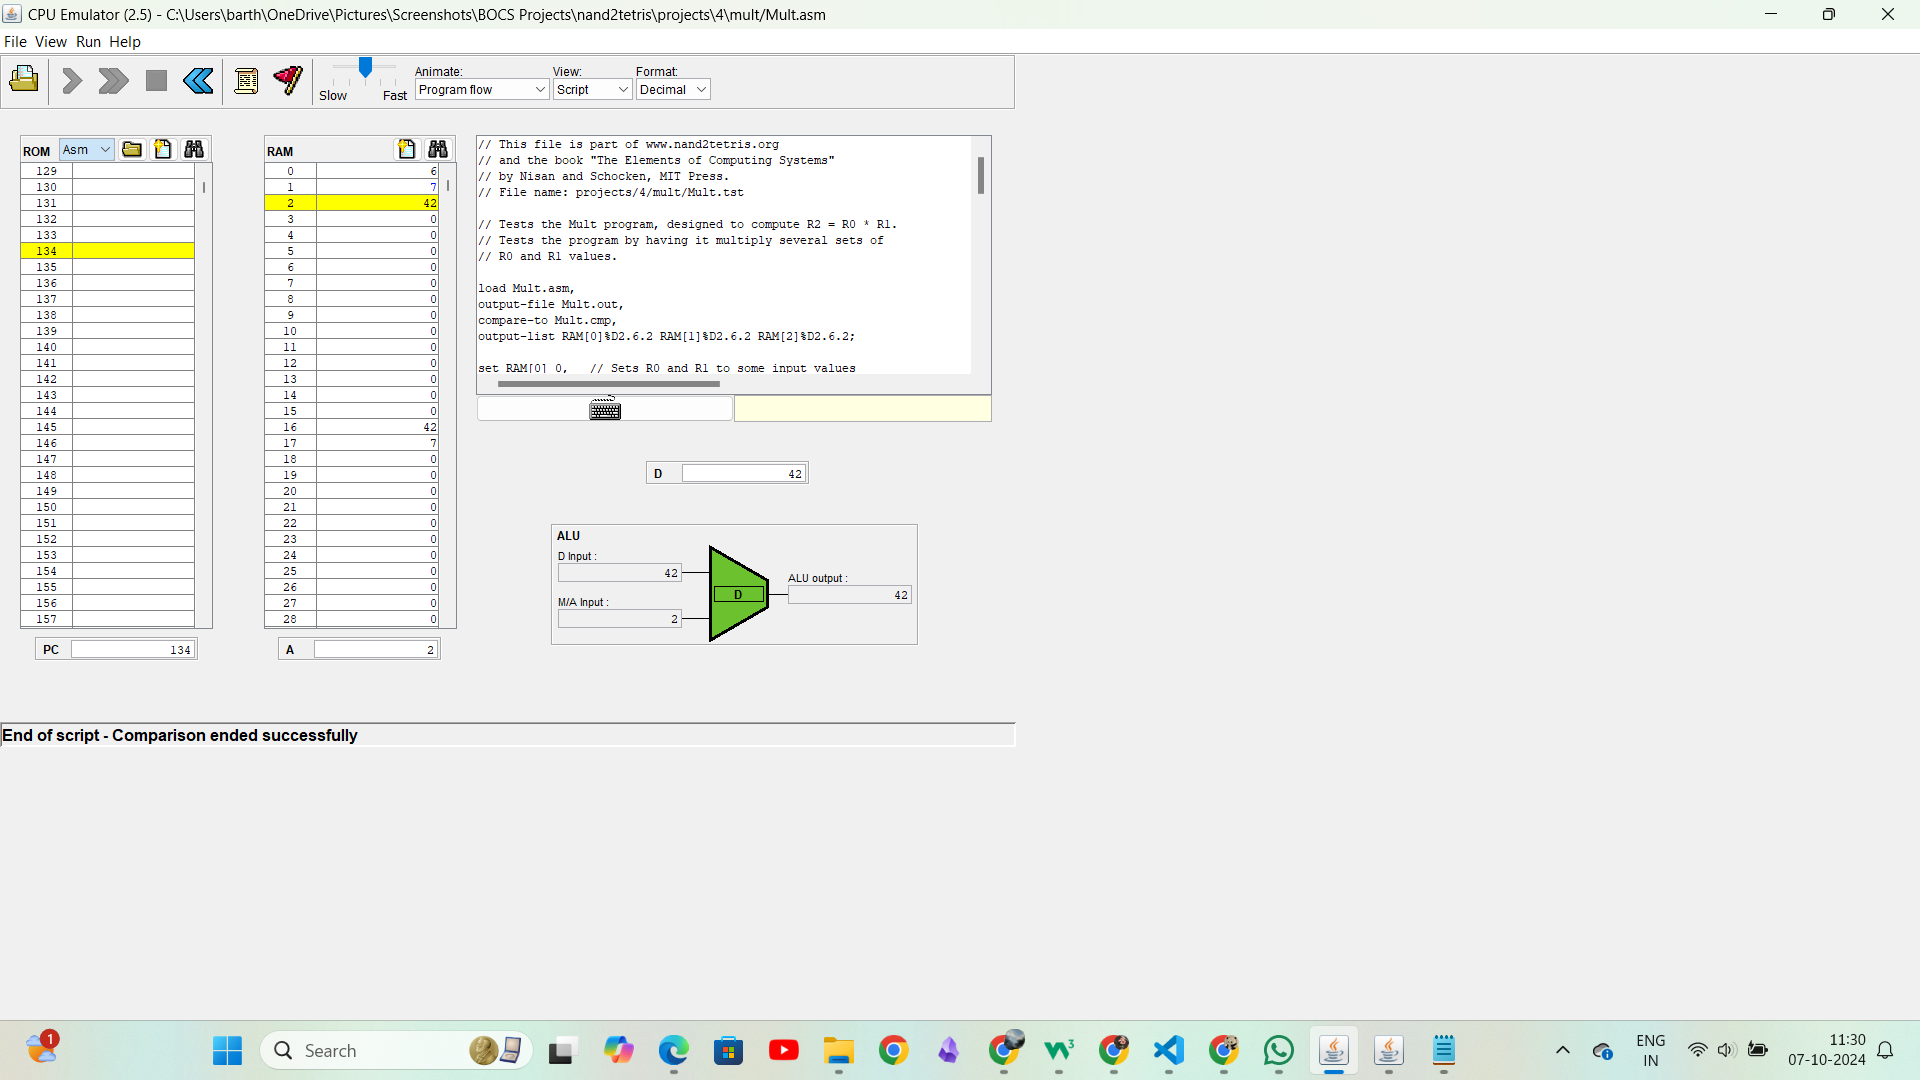 CPU Emulator (2.5) - C:\Users\barth\OneDrive\Pictures\Screenshots\BOCS Projects\nand2tetris\projects\4\mult/Mult.asm
File View Run Help
Slow Fast
Animate:
Program flow
View:
Script
Format:
Decimal
ROM Asm
129
130
131
132
133
134
135
136
137
138
139
140
141
142
143
144
145
146
147
148
149
150
151
152
153
154
155
156
157
PC 134
RAM
0 6
1 7
2 42
3 0
4 0
5 0
6 0
7 0
8 0
9 0
10 0
11 0
12 0
13 0
14 0
15 0
16 42
17 7
18 0
19 0
20 0
21 0
22 0
23 0
24 0
25 0
26 0
27 0
28 0
A 2
// This file is part of www.nand2tetris.org
// and the book "The Elements of Computing Systems"
// by Nisan and Schocken, MIT Press.
// File name: projects/4/mult/Mult.tst
// Tests the Mult program, designed to compute R2 = R0 * R1.
// Tests the program by having it multiply several sets of
// R0 and R1 values.
load Mult.asm,
output-file Mult.out,
compare-to Mult.cmp,
output-list RAM[0]%D2.6.2 RAM[1]%D2.6.2 RAM[2]%D2.6.2;
set RAM[0] 0, // Sets R0 and R1 to some input values
D 42
ALU
D Input :
42
M/A Input :
2
D
ALU output :
42
End of script - Comparison ended successfully
1
Search
ENG
IN
11:30
07-10-2024